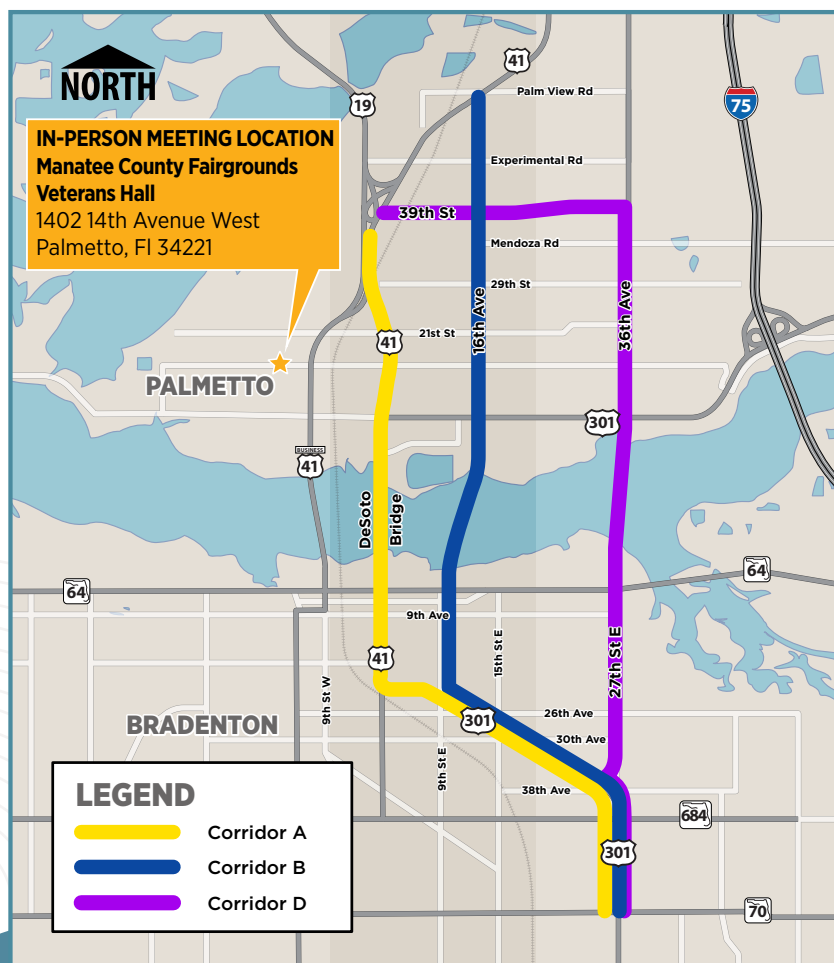 NORTH
41
Palm View Rd
19
75
IN-PERSON MEETING LOCATION
Manatee County Fairgrounds
Veterans Hall
1402 14th Avenue West
Palmetto, Fl 34221
Experimental Rd
39th St
Mendoza Rd
29th St
16th Ave
36th Ave
21st St
41
PALMETTO
301
BUSINESS
41
DeSoto
Bridge
64
64
9th Ave
15th St E
27th St E
41
9th St W
26th Ave
301
BRADENTON
30th Ave
9th St E
38th Ave
LEGEND
Corridor A
Corridor B
Corridor D
684
301
70